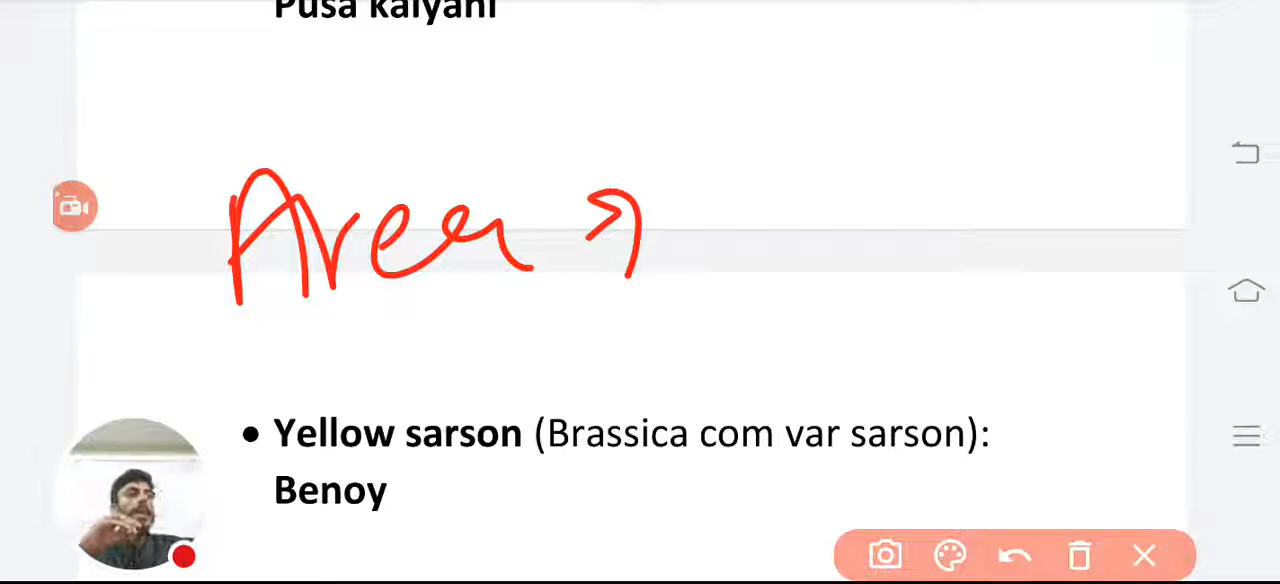 Pusa kalyani
Area
• Yellow sarson (Brassica com var sarson):
Benoy